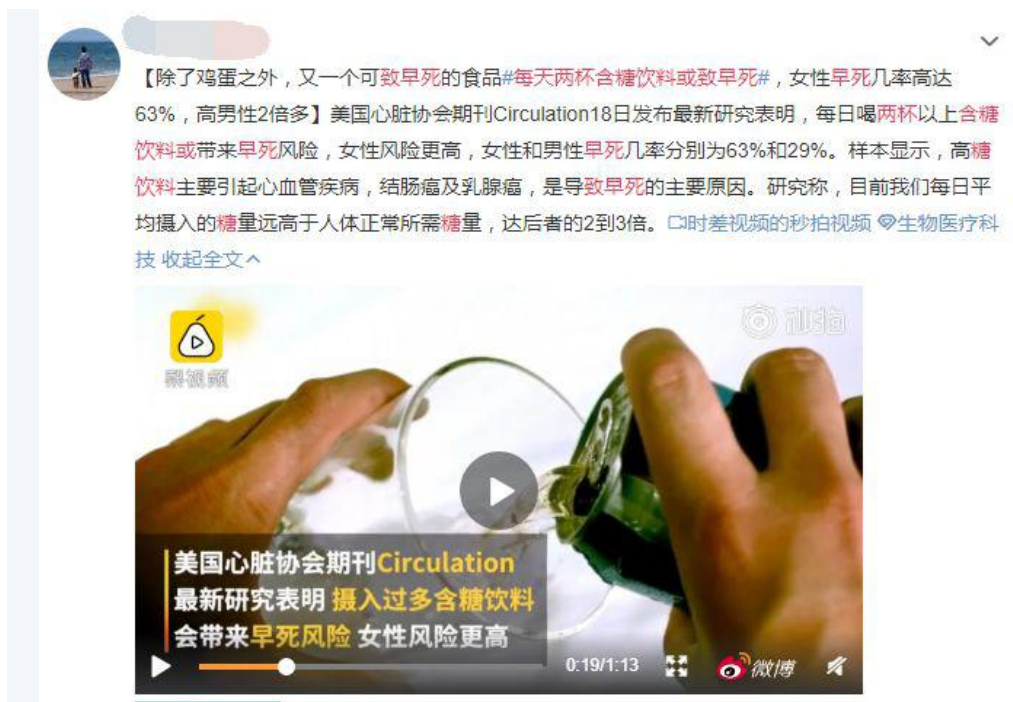 【除了鸡蛋之外，又一个可致早死的食品#每天两杯含糖饮料或致早死#，女性早死几率高达
63%，高男性2倍多】美国心脏协会期刊Circulation18日发布最新研究表明，每日喝两杯以上含糖
饮料或带来早死风险，女性风险更高，女性和男性早死几率分别为63%和29%。样本显示，高糖
饮料主要引起心血管疾病，结肠癌及乳腺癌，是导致早死的主要原因。研究称，目前我们每日平
均摄入的糖量远高于人体正常所需糖量，达后者的2到3倍。时差视频的秒拍视频 生物医疗科
技 收起全文
秒拍
梨视频
美国心脏协会期刊Circulation
最新研究表明 摄入过多含糖饮料
会带来早死风险 女性风险更高
0:19/1:13
微博